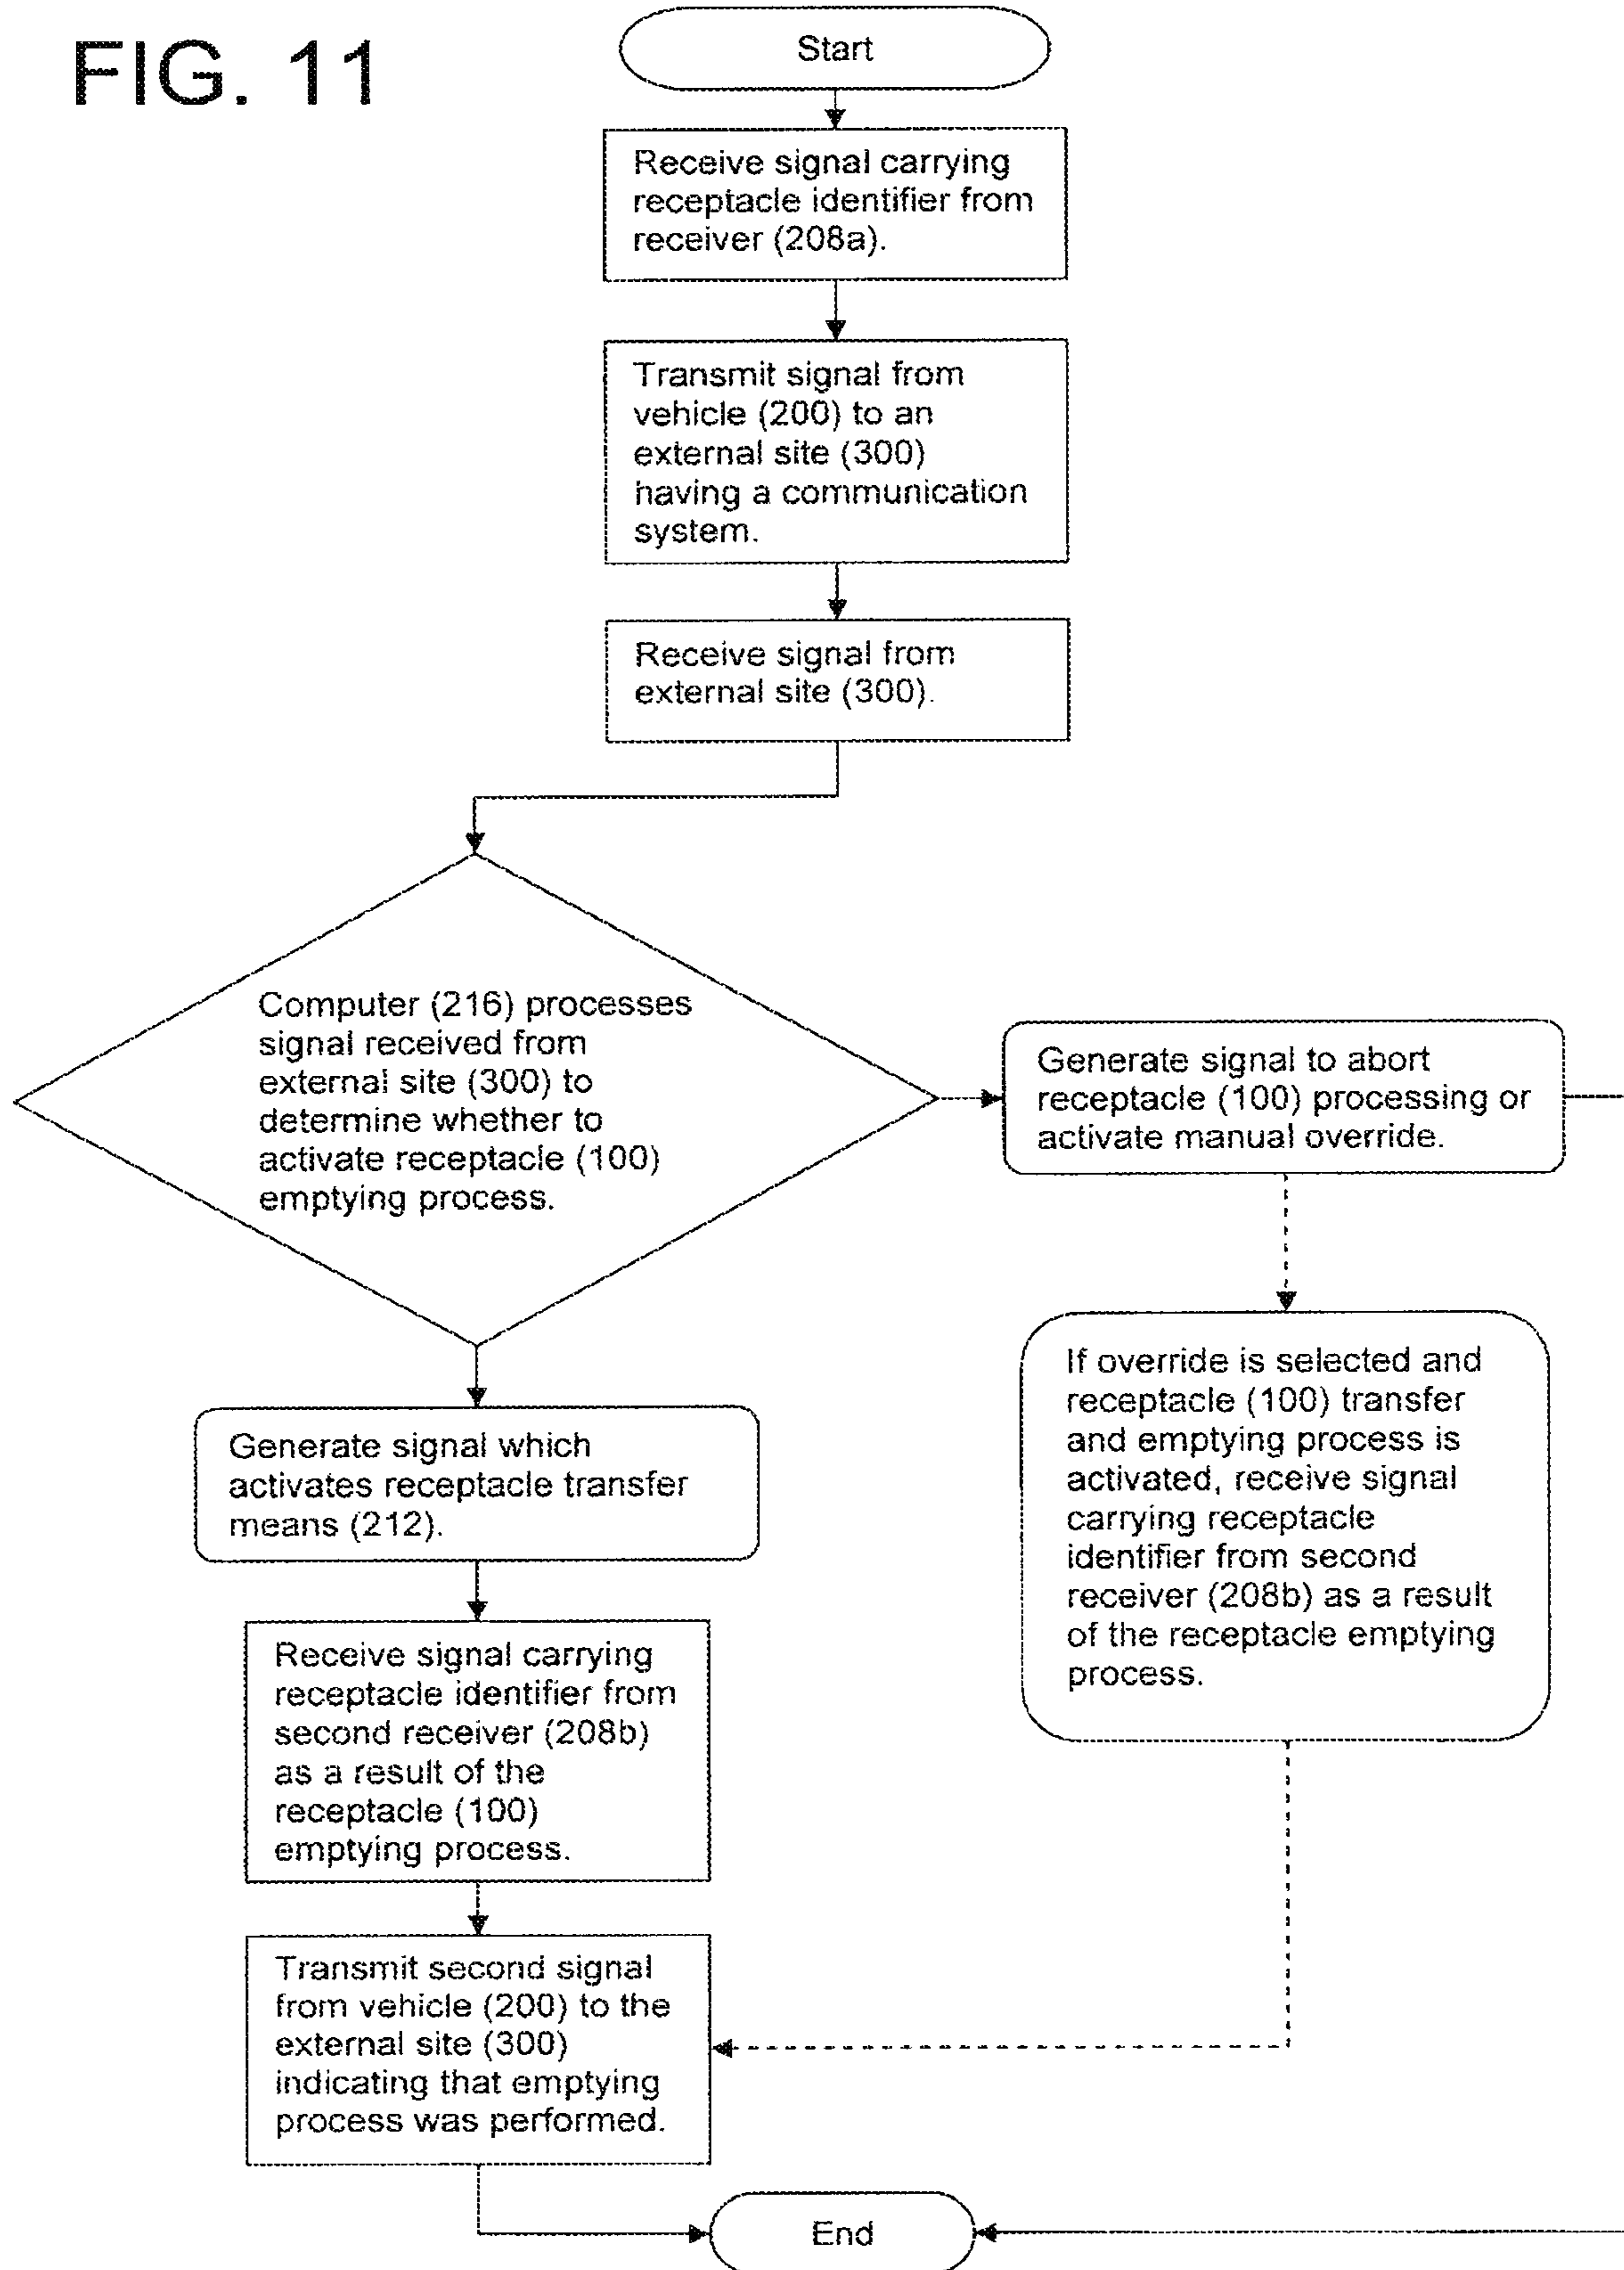 FIG. 11
Start
Receive signal carrying
receptacle identifier from
receiver (208a).
Transmit signal from
vehicle (200) to an
external site (300)
having a communication
system.
Receive signal from
external site (300).
Computer (216) processes
signal received from
external site (300) to
determine whether to
activate receptacle (100)
emptying process.
Generate signal to abort
receptacle (100) processing or
activate manual override.
If override is selected and
receptacle (100) transfer
and emptying process is
activated, receive signal
carrying receptacle
identifier from second
receiver (208b) as a result
of the receptacle emptying
process.
Generate signal which
activates receptacle transfer
means (212).
Receive signal carrying
receptacle identifier from
second receiver (208b)
as a result of the
receptacle (100)
emptying process.
Transmit second signal
from vehicle (200) to the
external site (300)
indicating that emptying
process was performed.
End